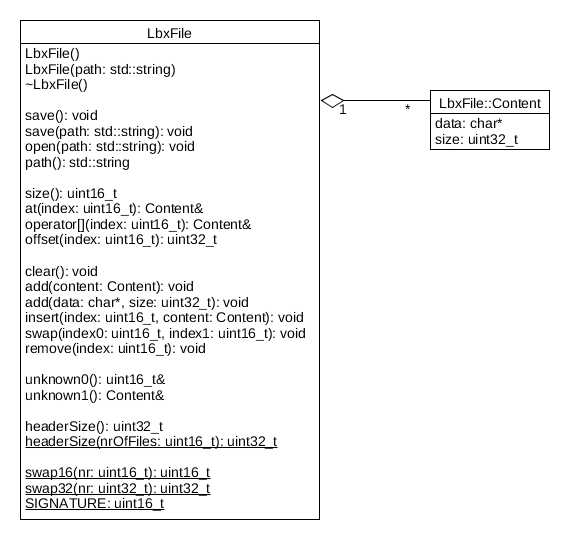 LbxFile
LbxFile()
LbxFile(path: std::string)
~LbxFile()
save(): void
save(path: std::string): void
open(path: std::string): void
path(): std::string
size(): uint16_t
at(index: uint16_t): Content&
operator[](index: uint16_t): Content&
offset(index: uint16_t): uint32_t
clear(): void
add(content: Content): void
add(data: char*, size: uint32_t): void
insert(index: uint16_t, content: Content): void
swap(index0: uint16_t, index1: uint16_t): void
remove(index: uint16_t): void
unknown0(): uint16_t&
unknown1(): Content&
headerSize(): uint32_t
headerSize(nrOfFiles: uint16_t): uint32_t
swap16(nr: uint16_t): uint16_t
swap32(nr: uint32_t): uint32_t
SIGNATURE: uint16_t
1
*
LbxFile::Content
data: char*
size: uint32_t